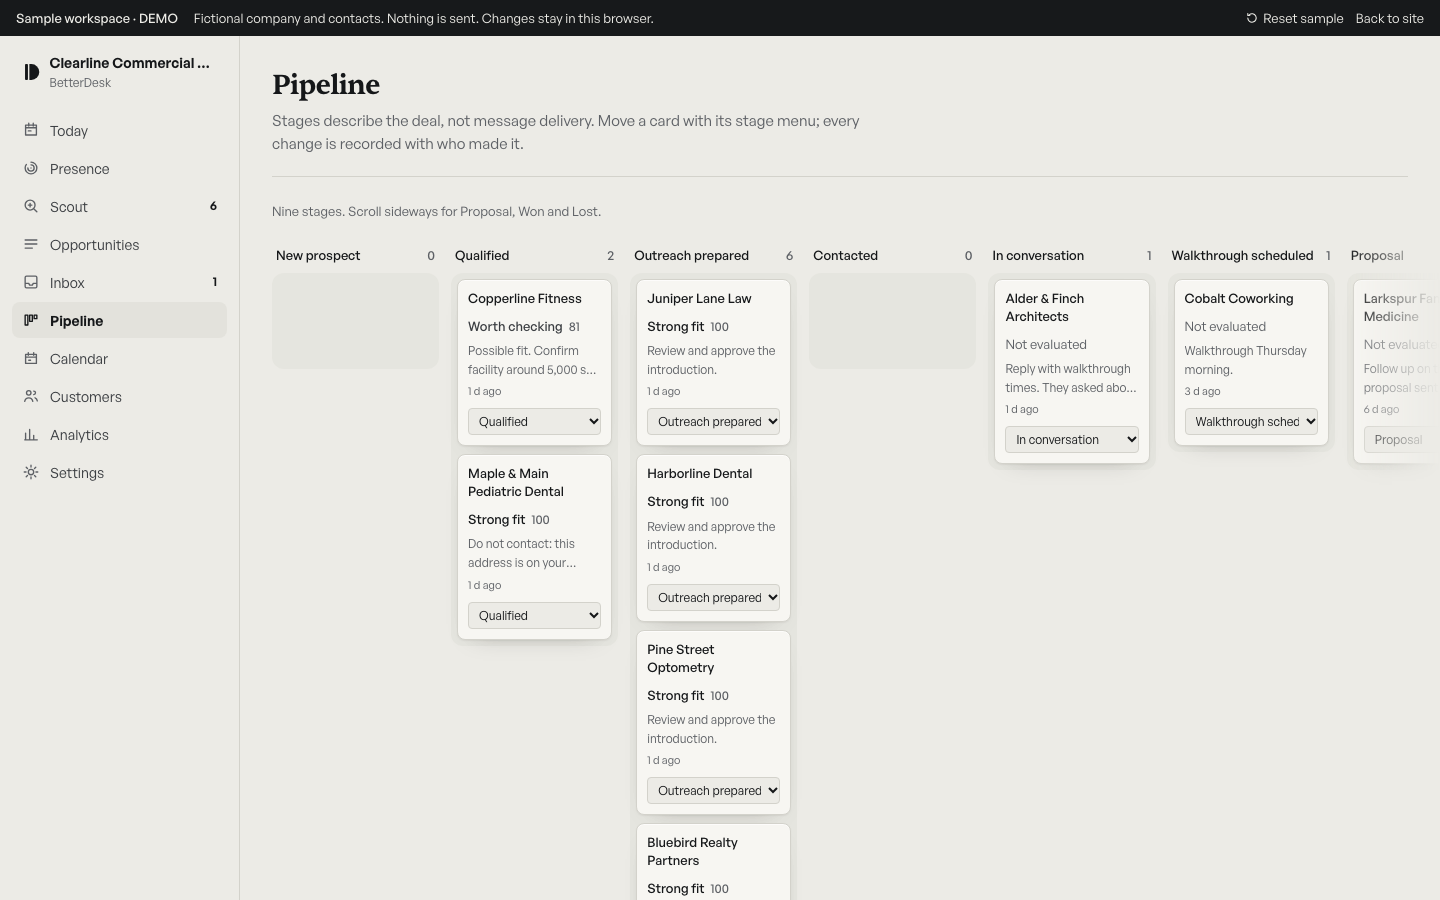 Sample workspace · DEMO Fictional company and contacts. Nothing is sent. Changes stay in this browser. Reset sample Back to site
Clearline Commercial ...
BetterDesk
Today
Presence
Scout 6
Opportunities
Inbox 1
Pipeline
Calendar
Customers
Analytics
Settings
Pipeline
Stages describe the deal, not message delivery. Move a card with its stage menu; every
change is recorded with who made it.
Nine stages. Scroll sideways for Proposal, Won and Lost.
New prospect 0
Qualified 2
Copperline Fitness
Worth checking 81
Possible fit. Confirm
facility around 5,000 s...
1 d ago
Qualified
Maple & Main
Pediatric Dental
Strong fit 100
Do not contact: this
address is on your...
1 d ago
Qualified
Outreach prepared 6
Juniper Lane Law
Strong fit 100
Review and approve the
introduction.
1 d ago
Outreach prepared
Harborline Dental
Strong fit 100
Review and approve the
introduction.
1 d ago
Outreach prepared
Pine Street
Optometry
Strong fit 100
Review and approve the
introduction.
1 d ago
Outreach prepared
Bluebird Realty
Partners
Strong fit 100
Contacted 0
In conversation 1
Alder & Finch
Architects
Not evaluated
Reply with walkthrough
times. They asked abo...
1 d ago
In conversation
Walkthrough scheduled 1
Cobalt Coworking
Not evaluated
Walkthrough Thursday
morning.
3 d ago
Walkthrough sched
Proposal
Larkspur
Medicine
Not
Follow up on
proposal
6 d ago
Proposal